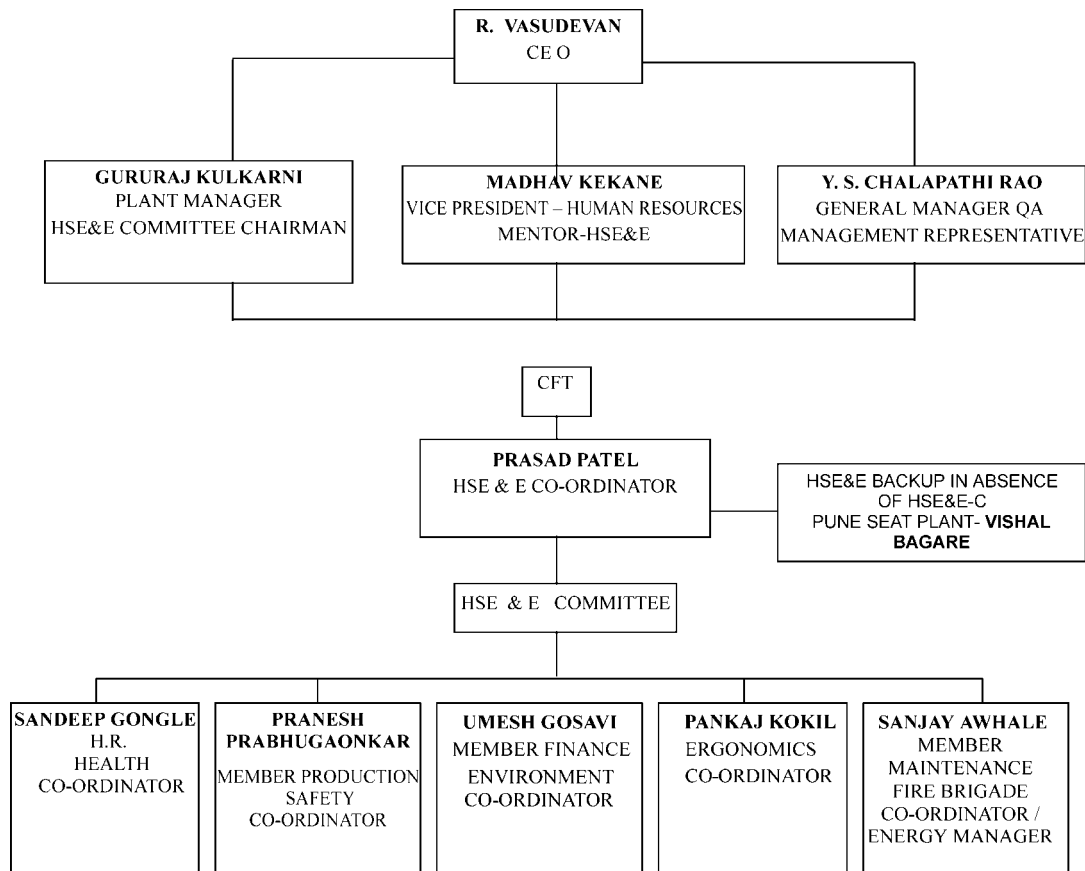 R. VASUDEVAN
CE O
GURURAJ KULKARNI
PLANT MANAGER
HSE&E COMMITTEE CHAIRMAN
MADHAV KEKANE
VICE PRESIDENT – HUMAN RESOURCES
MENTOR-HSE&E
Y. S. CHALAPATHI RAO
GENERAL MANAGER QA
MANAGEMENT REPRESENTATIVE
CFT
PRASAD PATEL
HSE & E CO-ORDINATOR
HSE&E BACKUP IN ABSENCE
OF HSE&E-C
PUNE SEAT PLANT- VISHAL
BAGARE
HSE & E COMMITTEE
SANDEEP GONGLE
H.R.
HEALTH
CO-ORDINATOR
PRANESH
PRABHUGAONKAR
MEMBER PRODUCTION
SAFETY
CO-ORDINATOR
UMESH GOSAVI
MEMBER FINANCE
ENVIRONMENT
CO-ORDINATOR
PANKAJ KOKIL
ERGONOMICS
CO-ORDINATOR
SANJAY AWHALE
MEMBER
MAINTENANCE
FIRE BRIGADE
CO-ORDINATOR /
ENERGY MANAGER